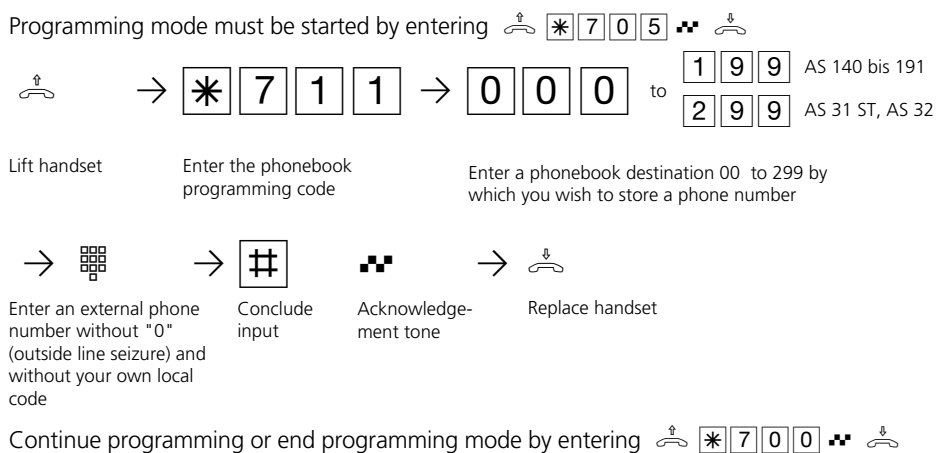 Programming mode must be started by entering * 7 0 5
* 7 1 1 0 0 0 to 1 9 9 AS 140 bis 191
2 9 9 AS 31 ST, AS 32
Lift handset
Enter the phonebook
programming code
Enter a phonebook destination 00 to 299 by
which you wish to store a phone number
#
Enter an external phone
number without "0"
(outside line seizure) and
without your own local
code
Conclude
input
Acknowledge-
ment tone
Replace handset
Continue programming or end programming mode by entering * 7 0 0